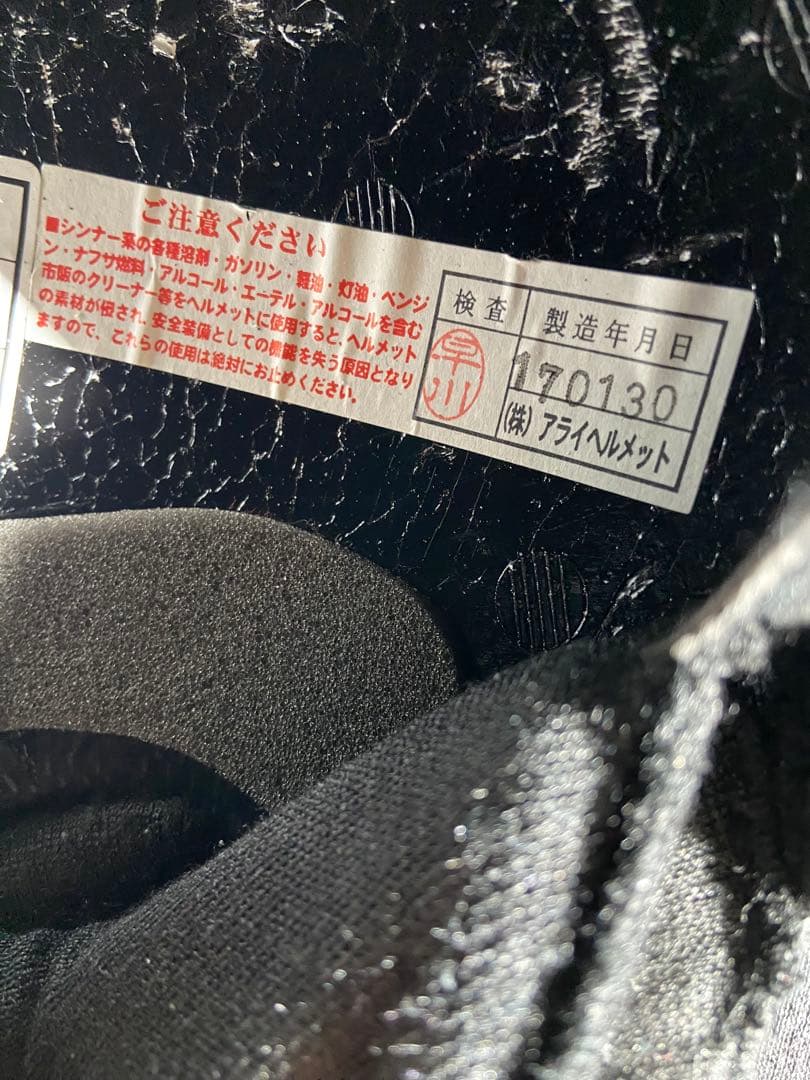 ご注意ください
■シンナー系の各種溶剤・ガソリン・軽油・灯油・ベンジ
ン・ナフサ燃料・アルコール・エーテル・アルコールを含む
市販のクリーナー等をヘルメットに使用すると、ヘルメット
の素材が侵され、安全装備としての機能を失う原因となり
ますので、これらの使用は絶対にお止めください。
検査
製造年月日
早川
170130
(株)アライヘルメット